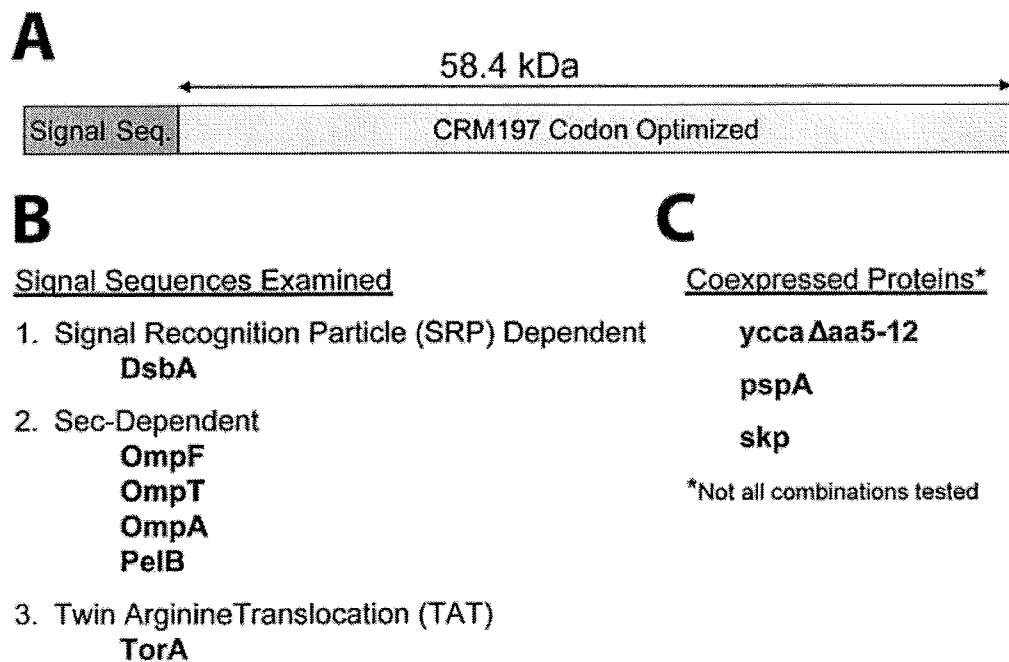 A
58.4 kDa
Signal Seq.
CRM197 Codon Optimized
B
Signal Sequences Examined
1. Signal Recognition Particle (SRP) Dependent
DsbA
2. Sec-Dependent
OmpF
OmpT
OmpA
PelB
3. Twin ArginineTranslocation (TAT)
TorA
C
Coexpressed Proteins*
ycca Δaa5-12
pspA
skp
*Not all combinations tested